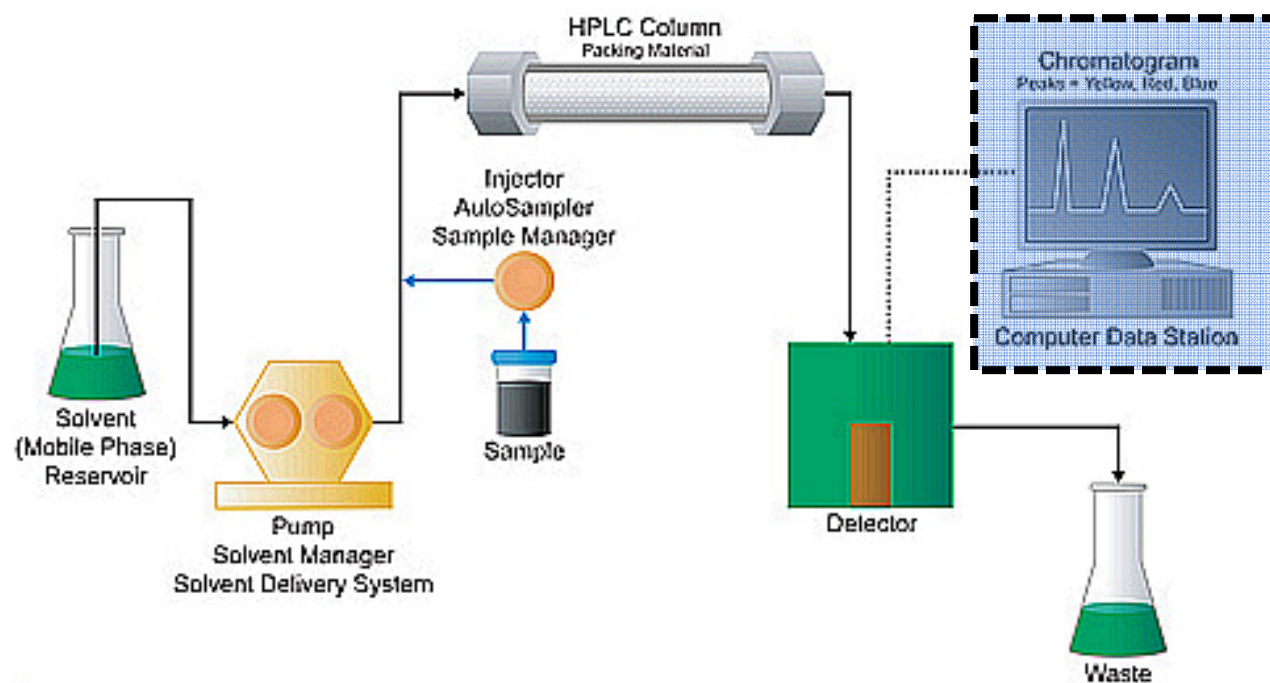 HPLC Column
Packing Material
Chromatogram
Peaks = Yellow, Red, Blue
Injector
AutoSampler
Sample Manager
Solvent
(Mobile Phase)
Reservoir
Sample
Computer Data Station
Pump
Solvent Manager
Solvent Delivery System
Detector
Waste